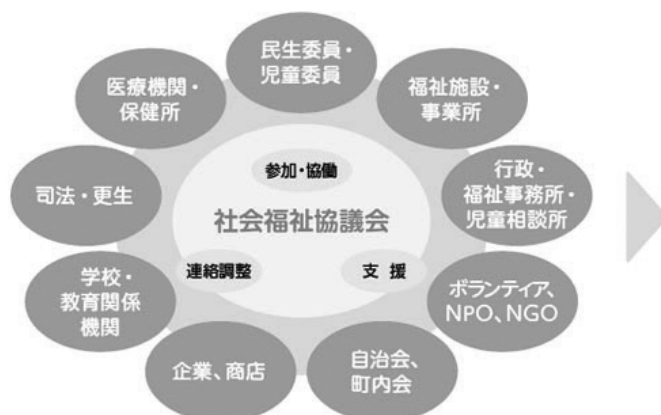 民生委員・
児童委員
医療機関・
保健所
福祉施設・
事業所
司法・更生
参加・協働
行政・
福祉事務所・
児童相談所
社会福祉協議会
連絡調整
支 援
学校・
教育関係
機関
ボランティア、
NPO、NGO
企業、商店
自治会、
町内会